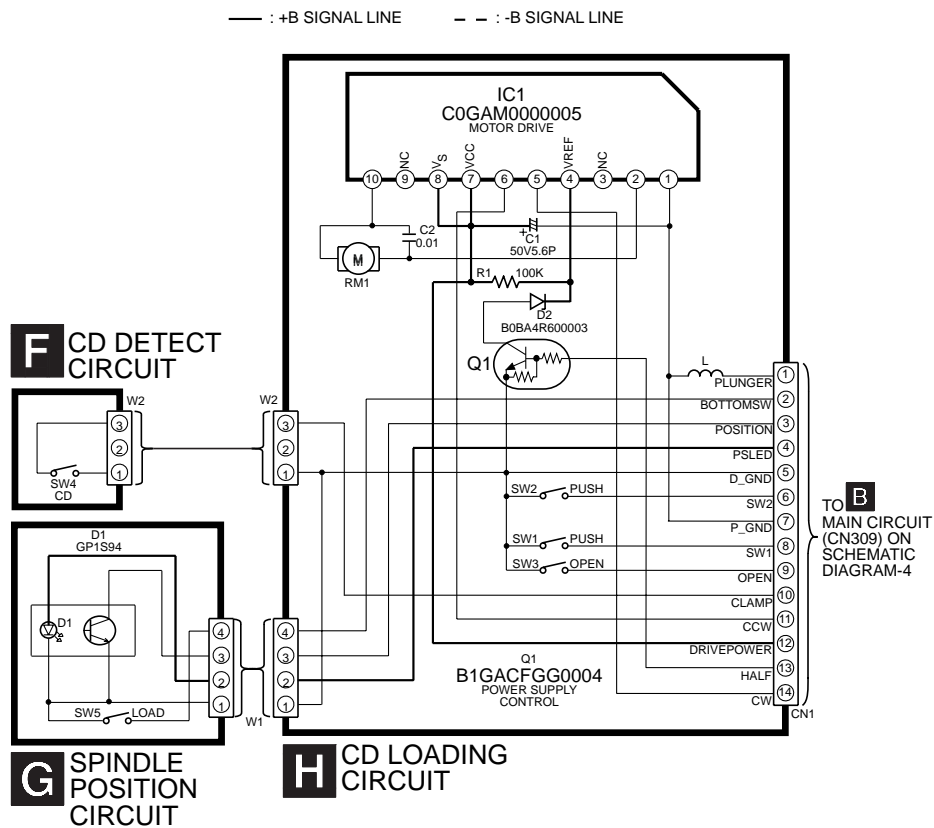 : +B SIGNAL LINE : -B SIGNAL LINE
IC1
C0GAM0000005
MOTOR DRIVE
NC VS VCC VREF NC
10 9 8 7 6 5 4 3 2 1
C2
0.01
+ C1
50V5.6P
M
RM1
R1 100K
D2
B0BA4R600003
Q1
F CD DETECT
CIRCUIT
W2 W2
3
2
1
SW4
CD
3
2
1
L
1 PLUNGER
2 BOTTOMSW
3 POSITION
4 PSLED
5 D_GND
6 SW2
7 P_GND
8 SW1
9 OPEN
10 CLAMP
11 CCW
12 DRIVEPOWER
13 HALF
14 CW
CN1
SW2 PUSH
SW1 PUSH
SW3 OPEN
TO B
MAIN CIRCUIT
(CN309) ON
SCHEMATIC
DIAGRAM-4
D1
GP1S94
D1
4
3
2
1
SW5 LOAD
W1
4
3
2
1
Q1
B1GACFGG0004
POWER SUPPLY
CONTROL
G SPINDLE
POSITION
CIRCUIT
H CD LOADING
CIRCUIT